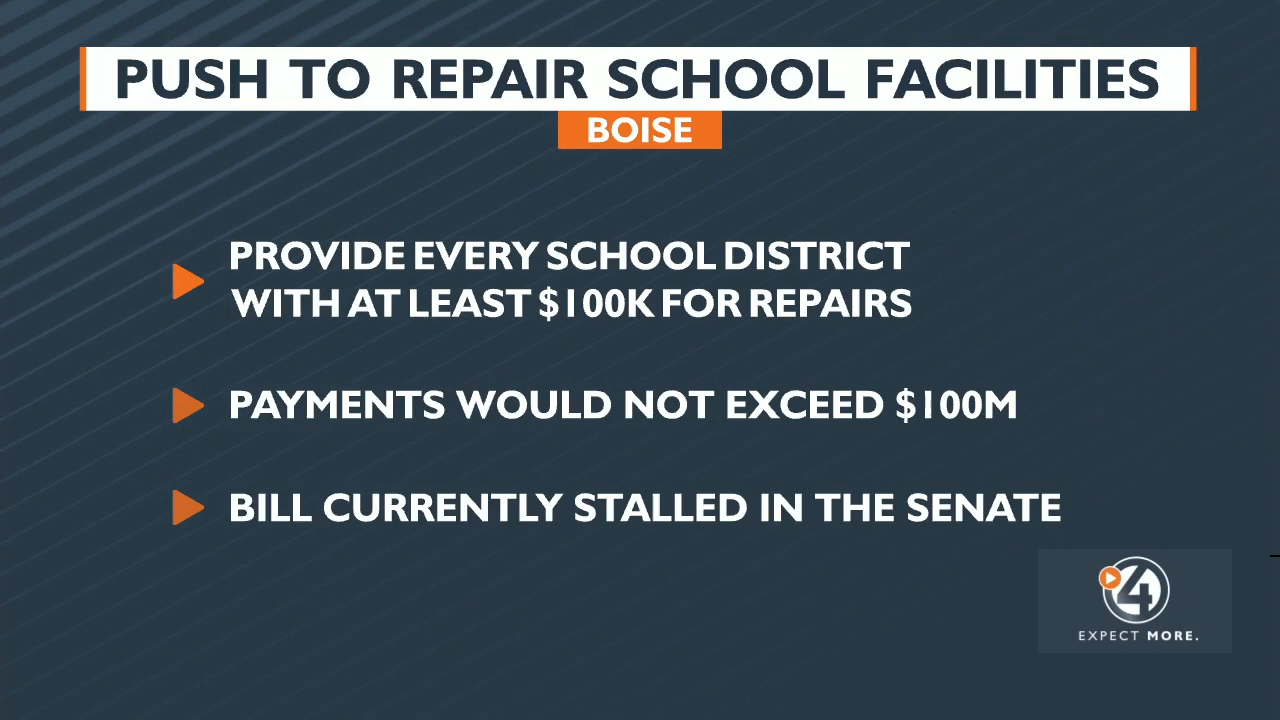 PUSH TO REPAIR SCHOOL FACILITIES
BOISE
PROVIDE EVERY SCHOOL DISTRICT
WITH AT LEAST $100K FOR REPAIRS
PAYMENTS WOULD NOT EXCEED $100M
BILL CURRENTLY STALLED IN THE SENATE
4
EXPECT MORE.